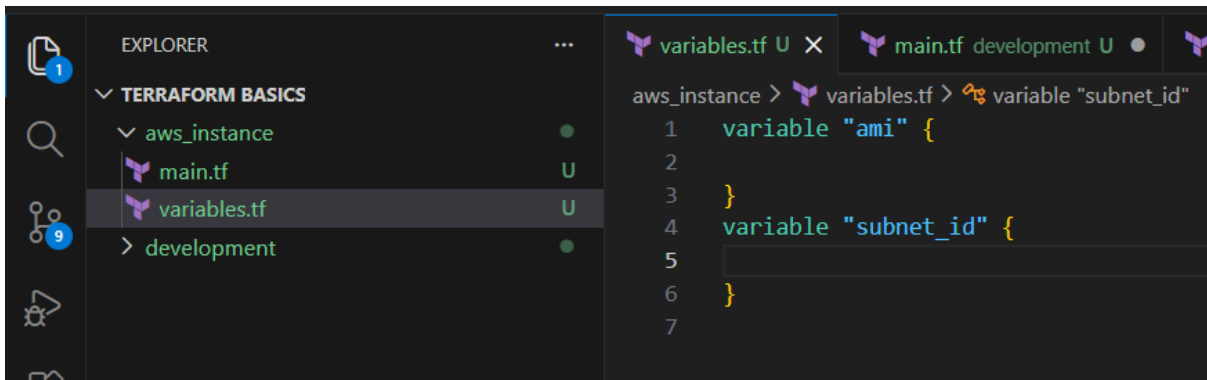 EXPLORER ...
TERRAFORM BASICS
aws_instance
main.tf U
variables.tf U
development
1
9
variables.tf U main.tf development U
aws_instance > variables.tf > variable "subnet_id"
1 variable "ami" {
2
3 }
4 variable "subnet_id" {
5
6 }
7